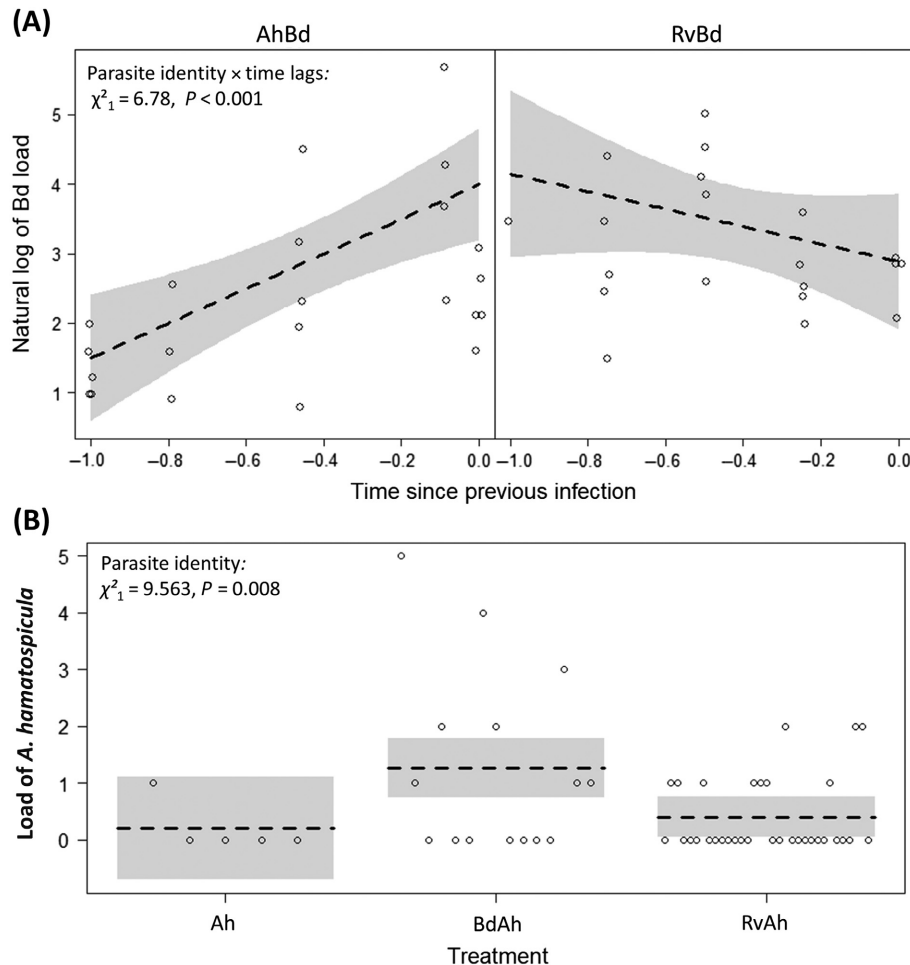 (A)
AhBd
RvBd
Parasite identity × time lags:
χ²₁ = 6.78, P < 0.001
Natural log of Bd load
5
4
3
2
1
−1.0 −0.8 −0.6 −0.4 −0.2 0.0 −1.0 −0.8 −0.6 −0.4 −0.2 0.0
Time since previous infection
(B)
Parasite identity:
χ²₁ = 9.563, P = 0.008
Load of A. hamatospicula
5
4
3
2
1
0
Ah BdAh RvAh
Treatment